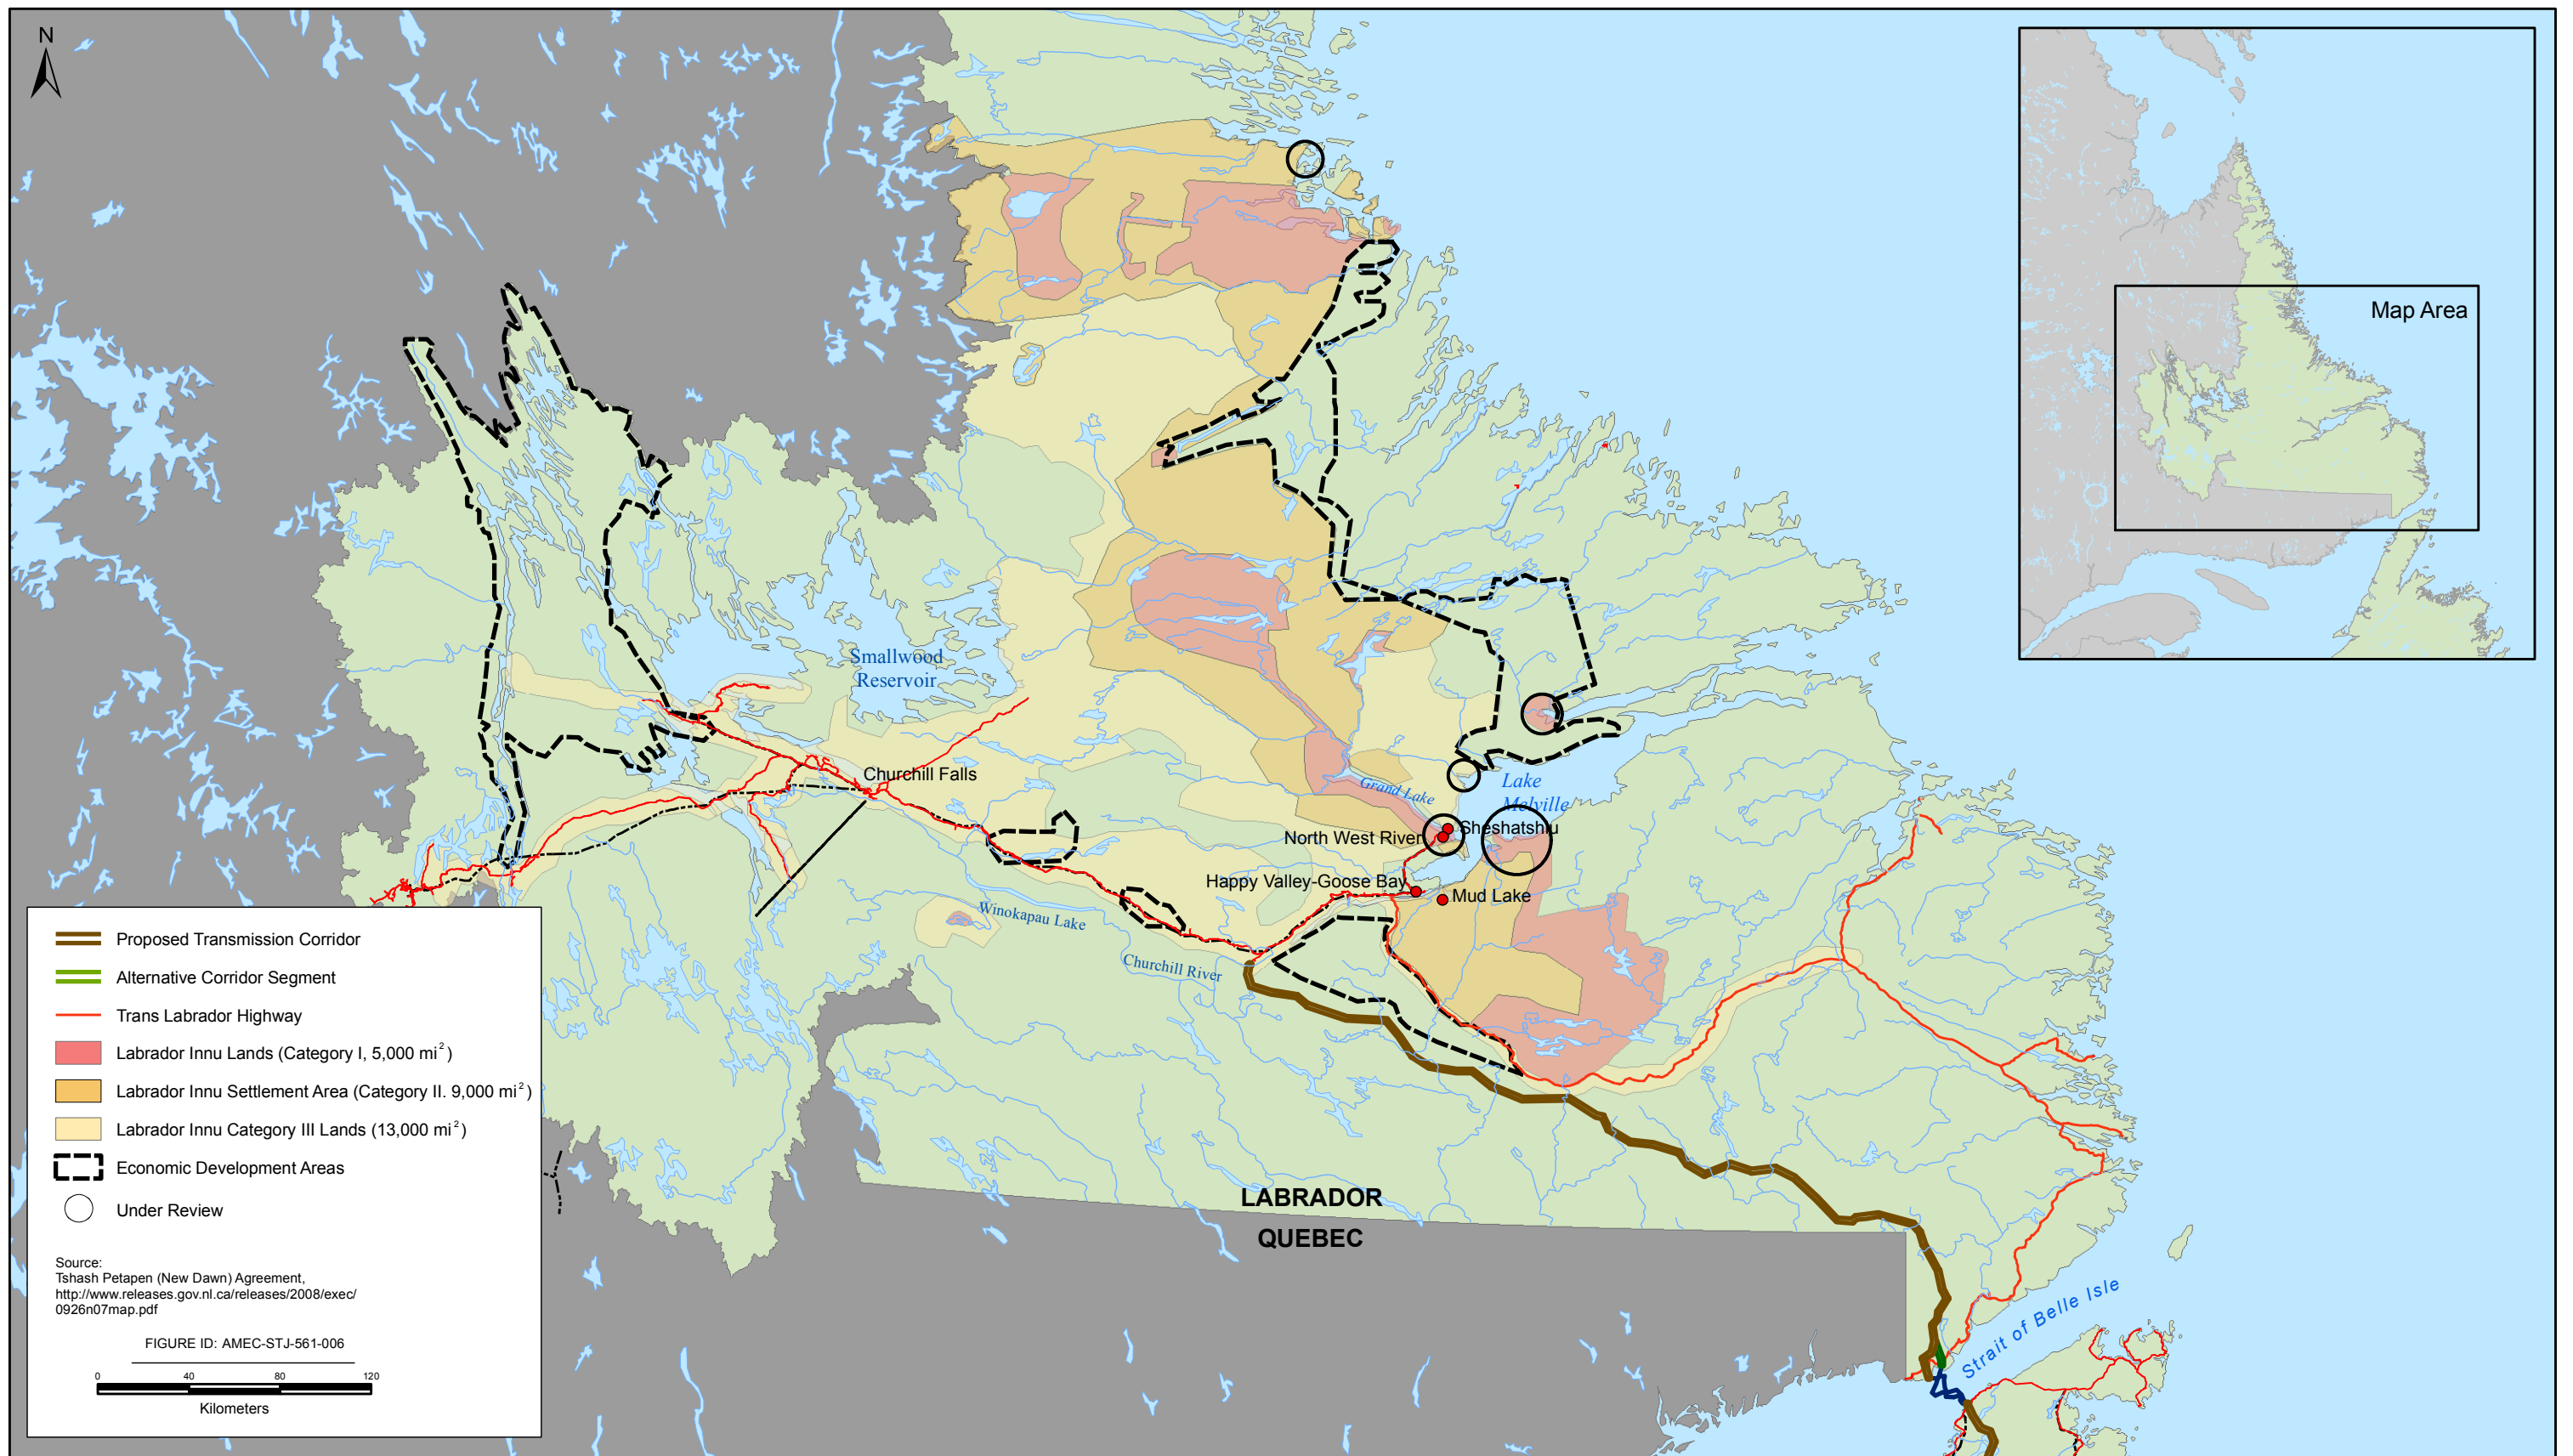 N
Map Area
Smallwood
Reservoir
Churchill Falls
Grand Lake
Lake
Melville
Sheshatshiu
North West River
Happy Valley-Goose Bay
Mud Lake
Winokapau Lake
Churchill River
LABRADOR
QUEBEC
Strait of Belle Isle
Proposed Transmission Corridor
Alternative Corridor Segment
Trans Labrador Highway
Labrador Innu Lands (Category I, 5,000 mi²)
Labrador Innu Settlement Area (Category II. 9,000 mi²)
Labrador Innu Category III Lands (13,000 mi²)
Economic Development Areas
Under Review
Source:
Tshash Petapen (New Dawn) Agreement,
http://www.releases.gov.nl.ca/releases/2008/exec/
0926n07map.pdf
FIGURE ID: AMEC-STJ-561-006
0 40 80 120
Kilometers